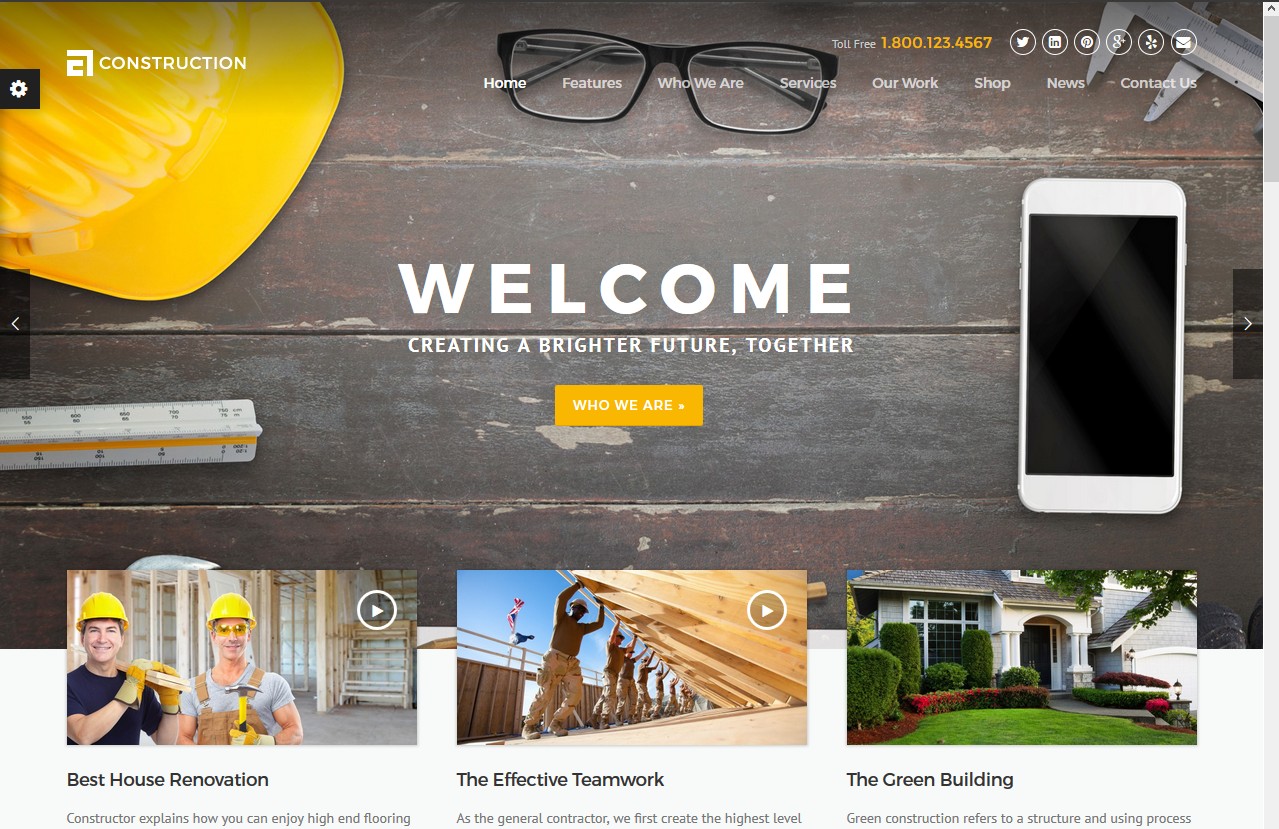 Toll Free 1.800.123.4567
CONSTRUCTION
Home Features Who We Are Services Our Work Shop News Contact Us
WELCOME
CREATING A BRIGHTER FUTURE, TOGETHER
WHO WE ARE »
Best House Renovation
The Effective Teamwork
The Green Building
Constructor explains how you can enjoy high end flooring
As the general contractor, we first create the highest level
Green construction refers to a structure and using process